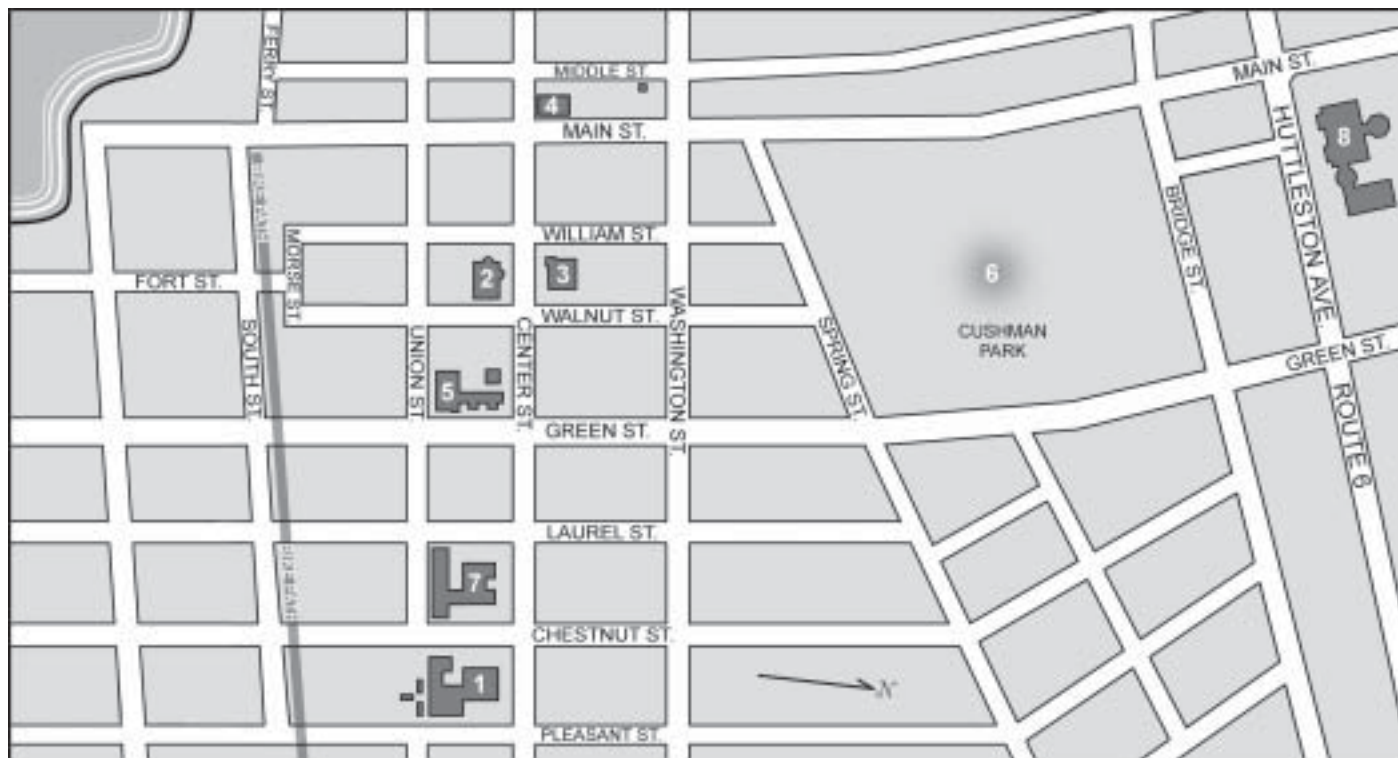 FERRY ST.
MIDDLE ST.
4
MAIN ST.
MAIN ST.
HUTTLESTON AVE.
8
WILLIAM ST.
MORSE ST.
2
3
FORT ST.
WALNUT ST.
WASHINGTON ST.
6
CUSHMAN
PARK
BRIDGE ST.
SOUTH ST.
UNION ST.
CENTER ST.
SPRING ST.
GREEN ST.
5
GREEN ST.
ROUTE 6
LAUREL ST.
7
CHESTNUT ST.
1
N
PLEASANT ST.